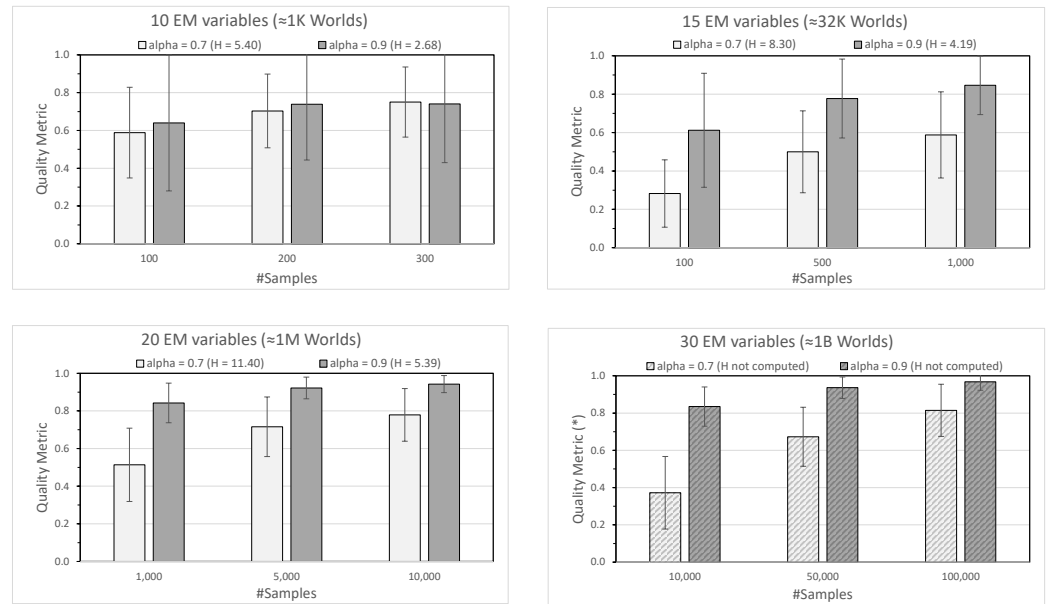 10 EM variables (≈1K Worlds)
alpha = 0.7 (H = 5.40) alpha = 0.9 (H = 2.68)
1.0
0.8
0.6
0.4
0.2
0.0
Quality Metric
100 200 300
#Samples
15 EM variables (≈32K Worlds)
alpha = 0.7 (H = 8.30) alpha = 0.9 (H = 4.19)
1.0
0.8
0.6
0.4
0.2
0.0
Quality Metric
100 500 1,000
#Samples
20 EM variables (≈1M Worlds)
alpha = 0.7 (H = 11.40) alpha = 0.9 (H = 5.39)
1.0
0.8
0.6
0.4
0.2
0.0
Quality Metric
1,000 5,000 10,000
#Samples
30 EM variables (≈1B Worlds)
alpha = 0.7 (H not computed) alpha = 0.9 (H not computed)
1.0
0.8
0.6
0.4
0.2
0.0
Quality Metric (*)
10,000 50,000 100,000
#Samples